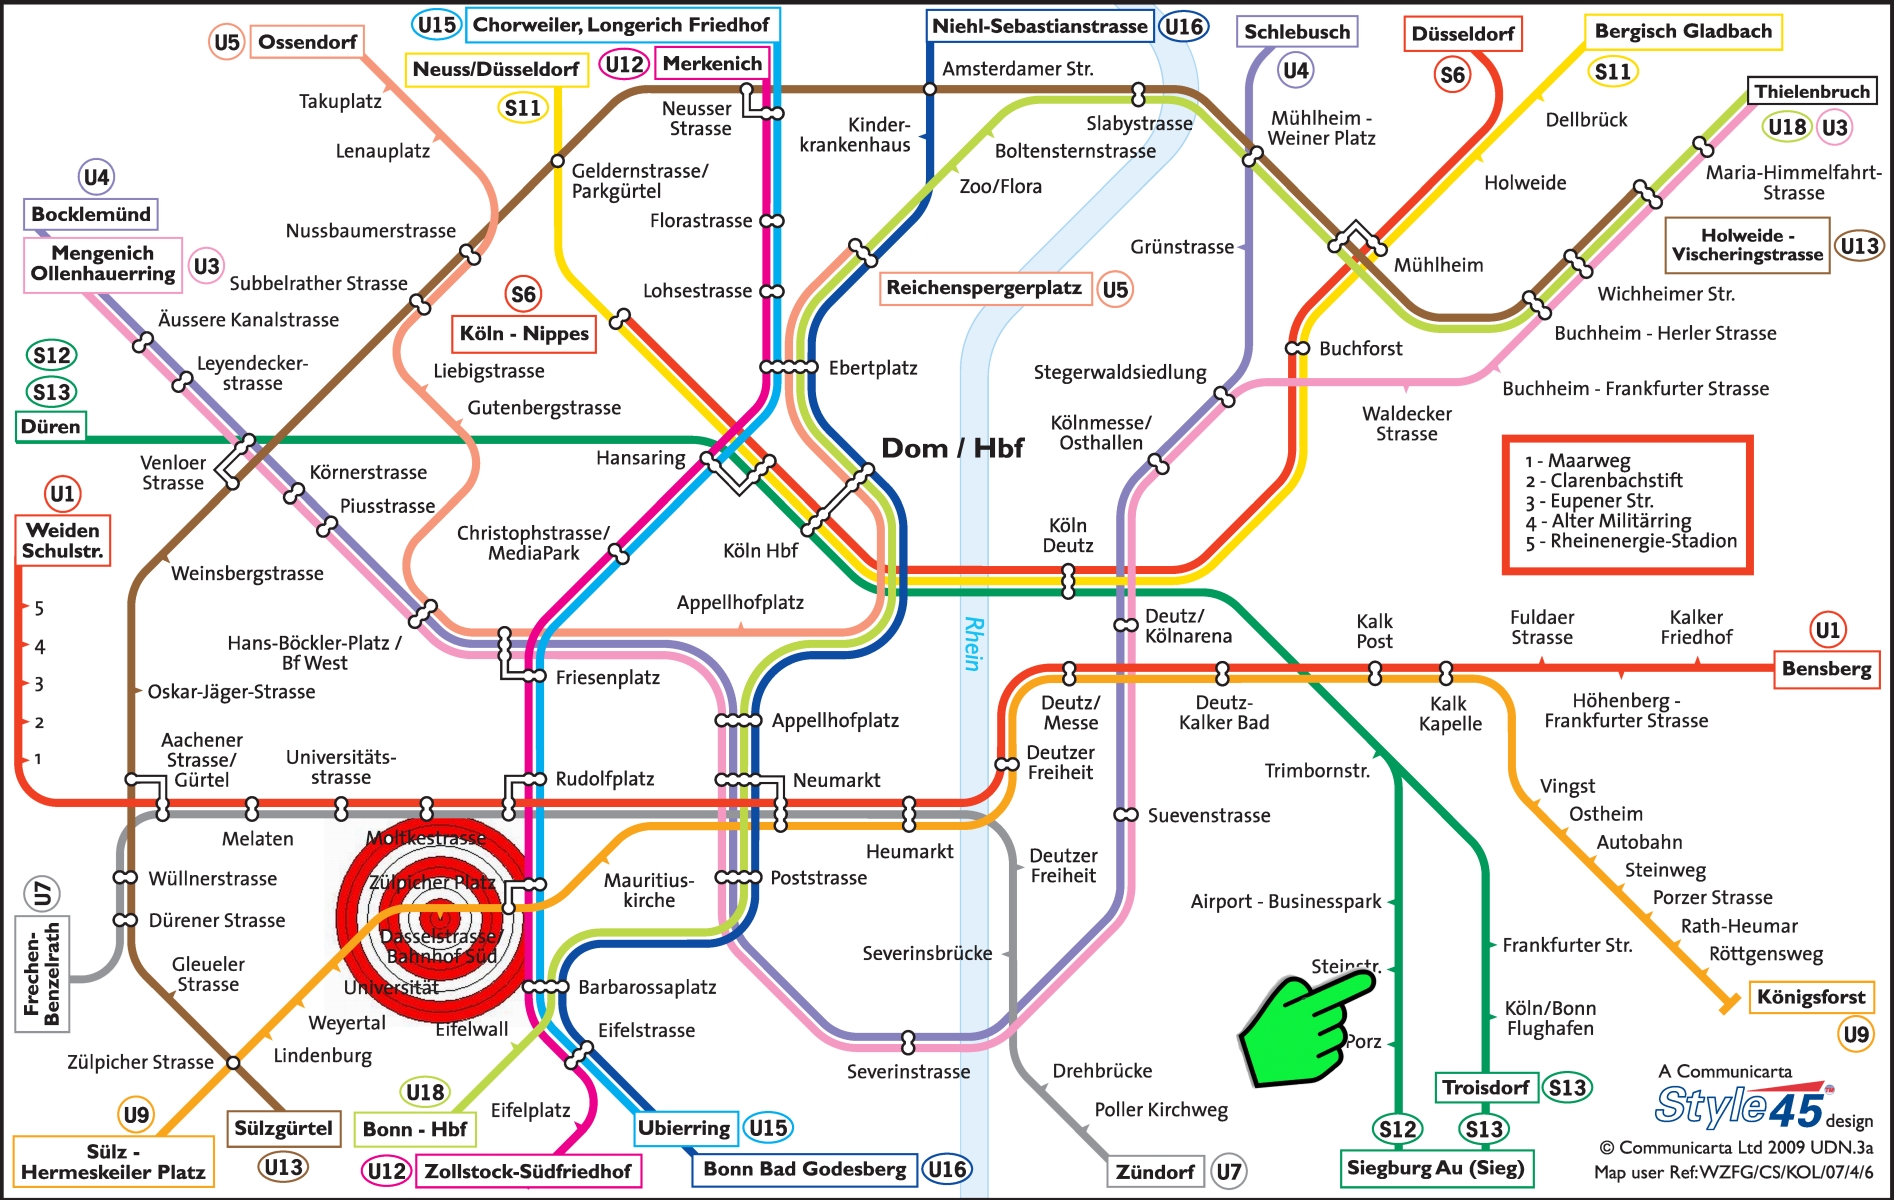 U5
Ossendorf
U15
Chorweiler, Longerich Friedhof
Neuss/Düsseldorf
S11
U12
Merkenich
Niehl-Sebastianstrasse
U16
Schlebusch
U4
Düsseldorf
S6
Bergisch Gladbach
S11
Thielenbruch
U18
U3
Takuplatz
Lenauplatz
Nussbaumerstrasse
Subbelrather Strasse
Neusser
Strasse
Amsterdamer Str.
Kinder-
krankenhaus
Slabystrasse
Boltensternstrasse
Zoo/Flora
Mühlheim -
Weiner Platz
Dellbrück
Holweide
Maria-Himmelfahrt-
Strasse
Geldernstrasse/
Parkgürtel
Florastrasse
Lohsestrasse
U4
Bocklemünd
Mengenich
Ollenhauerring
U3
Äussere Kanalstrasse
Leyendecker-
strasse
S12
S13
Düren
S6
Köln - Nippes
Liebigstrasse
Gutenbergstrasse
Reichenspergerplatz
U5
Ebertplatz
Grünstrasse
Mühlheim
Holweide -
Vischeringstrasse
U13
Wichheimer Str.
Buchheim - Herler Strasse
Buchforst
Buchheim - Frankfurter Strasse
Waldecker
Strasse
Stegerwaldsiedlung
Kölnmesse/
Osthallen
Dom / Hbf
Hansaring
Venloer
Strasse
Körnerstrasse
Piusstrasse
1 - Maarweg
2 - Clarenbachstift
3 - Eupener Str.
4 - Alter Militärring
5 - Rheinenergie-Stadion
U1
Weiden
Schulstr.
5
4
3
2
1
Weinsbergstrasse
Christophstrasse/
MediaPark
Köln Hbf
Köln
Deutz
Appellhofplatz
Hans-Böckler-Platz /
Bf West
Friesenplatz
Oskar-Jäger-Strasse
Rhein
Deutz/
Kölnarena
Kalk
Post
Fuldaer
Strasse
Kalker
Friedhof
U1
Bensberg
Appellhofplatz
Deutz/
Messe
Deutz-
Kalker Bad
Kalk
Kapelle
Höhenberg -
Frankfurter Strasse
Aachener
Strasse/
Gürtel
Universitäts-
strasse
Rudolfplatz
Neumarkt
Deutzer
Freiheit
Trimbornstr.
Vingst
Ostheim
Autobahn
Steinweg
Porzer Strasse
Rath-Heumar
Röttgensweg
Königsforst
U9
Melaten
Moltkestrasse
Heumarkt
Suevenstrasse
Deutzer
Freiheit
Wüllnerstrasse
Dürener Strasse
Zülpicher Platz
Mauritius-
kirche
Poststrasse
U7
Frechen-
Benzelrath
Dasselstrasse/
Bahnhof Süd
Gleueler
Strasse
Universität
Weyertal
Lindenburg
Eifelwall
Barbarossaplatz
Eifelstrasse
Severinsbrücke
Severinstrasse
Airport - Businesspark
Steinstr.
Porz
Frankfurter Str.
Köln/Bonn
Flughafen
Drehbrücke
Poller Kirchweg
Zülpicher Strasse
U9
Sülz -
Hermeskeiler Platz
Sülzgürtel
U13
U18
Bonn - Hbf
Eifelplatz
U12
Zollstock-Südfriedhof
Ubierring
U15
Bonn Bad Godesberg
U16
Zündorf
U7
Troisdorf
S13
S12
S13
Siegburg Au (Sieg)
A Communicarta
Style 45 design
© Communicarta Ltd 2009 UDN.3a
Map user Ref:WZFG/CS/KOL/07/4/6